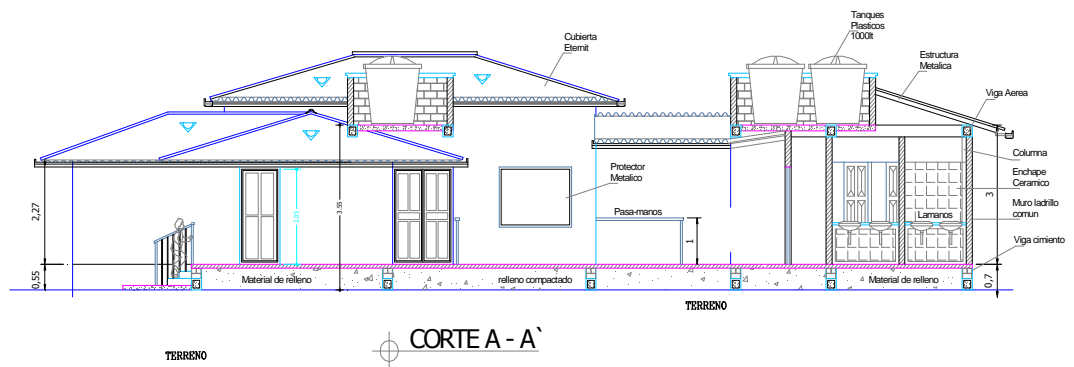 Tanques
Plasticos
1000lt
Cubierta
Eternit
Estructura
Metalica
Viga Aerea
Columna
Enchape
Ceramico
Muro ladrillo
comun
Viga cimiento
Protector
Metalico
Pasa-manos
Lamanos
2,27
0,55
3.55
1
3
0,7
Material de relleno
relleno compactado
Material de relleno
TERRENO
CORTE A - A`
TERRENO